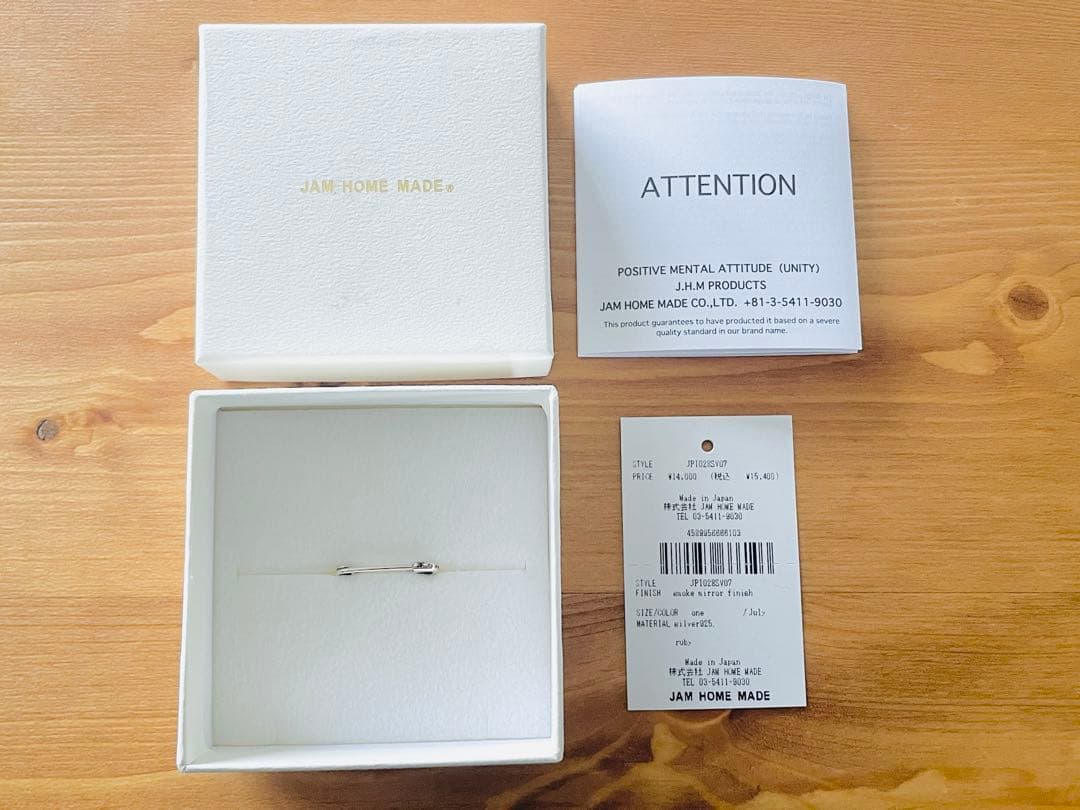 JAM HOME MADE®
ATTENTION
POSITIVE MENTAL ATTITUDE (UNITY)
J.H.M PRODUCTS
JAM HOME MADE CO.,LTD. +81-3-5411-9030
This product guarantees to have producted it based on a severe
quality standard in our brand name.
STYLE JPI028SV07
PRICE ¥14,000 (税込 ¥15,400)
Made in Japan
株式会社 JAM HOME MADE
TEL 03-5411-9030
STYLE JPI028SV07
FINISH smoke mirror finish
SIZE/COLOR one /July
MATERIAL silver925.
ruby
Made in Japan
株式会社 JAM HOME MADE
TEL 03-5411-9030
JAM HOME MADE